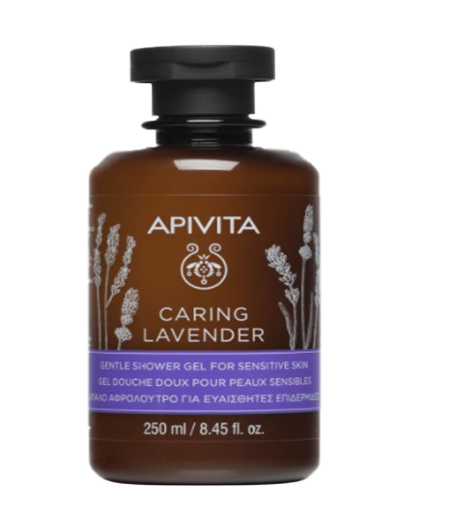 APIVITA
CARING
LAVENDER
GENTLE SHOWER GEL FOR SENSITIVE SKIN
GEL DOUCHE DOUX POUR PEAUX SENSIBLES
ΑΦΡΟΛΟΥΤΡΟ ΓΙΑ ΕΥΑΙΣΘΗΤΕΣ
250 ml / 8.45 fl. oz.